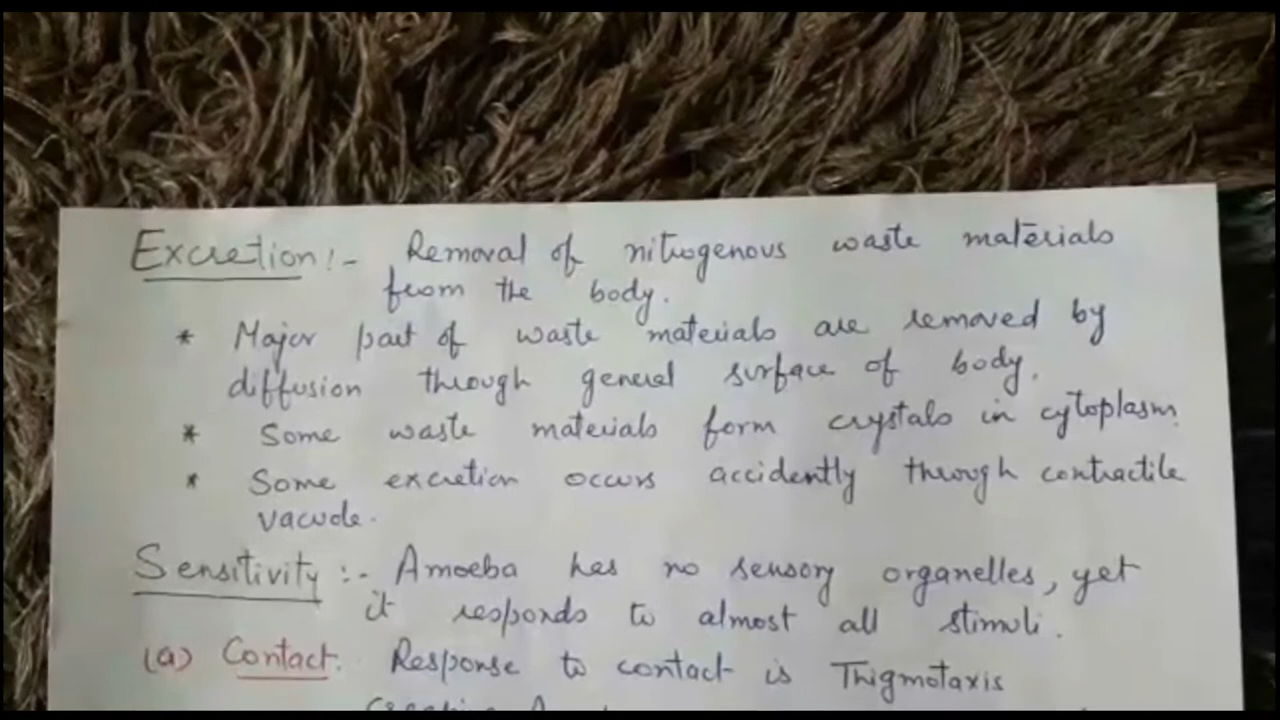 Excretion :- Removal of nitrogenous waste materials
from the body.
* Major part of waste materials are removed by
diffusion through general surface of body.
* Some waste materials form crystals in cytoplasm.
* Some excretion occurs accidently through contractile
vacuole.
Sensitivity :- Amoeba has no sensory organelles, yet
it responds to almost all stimuli.
(a) Contact. Response to contact is Thigmotaxis